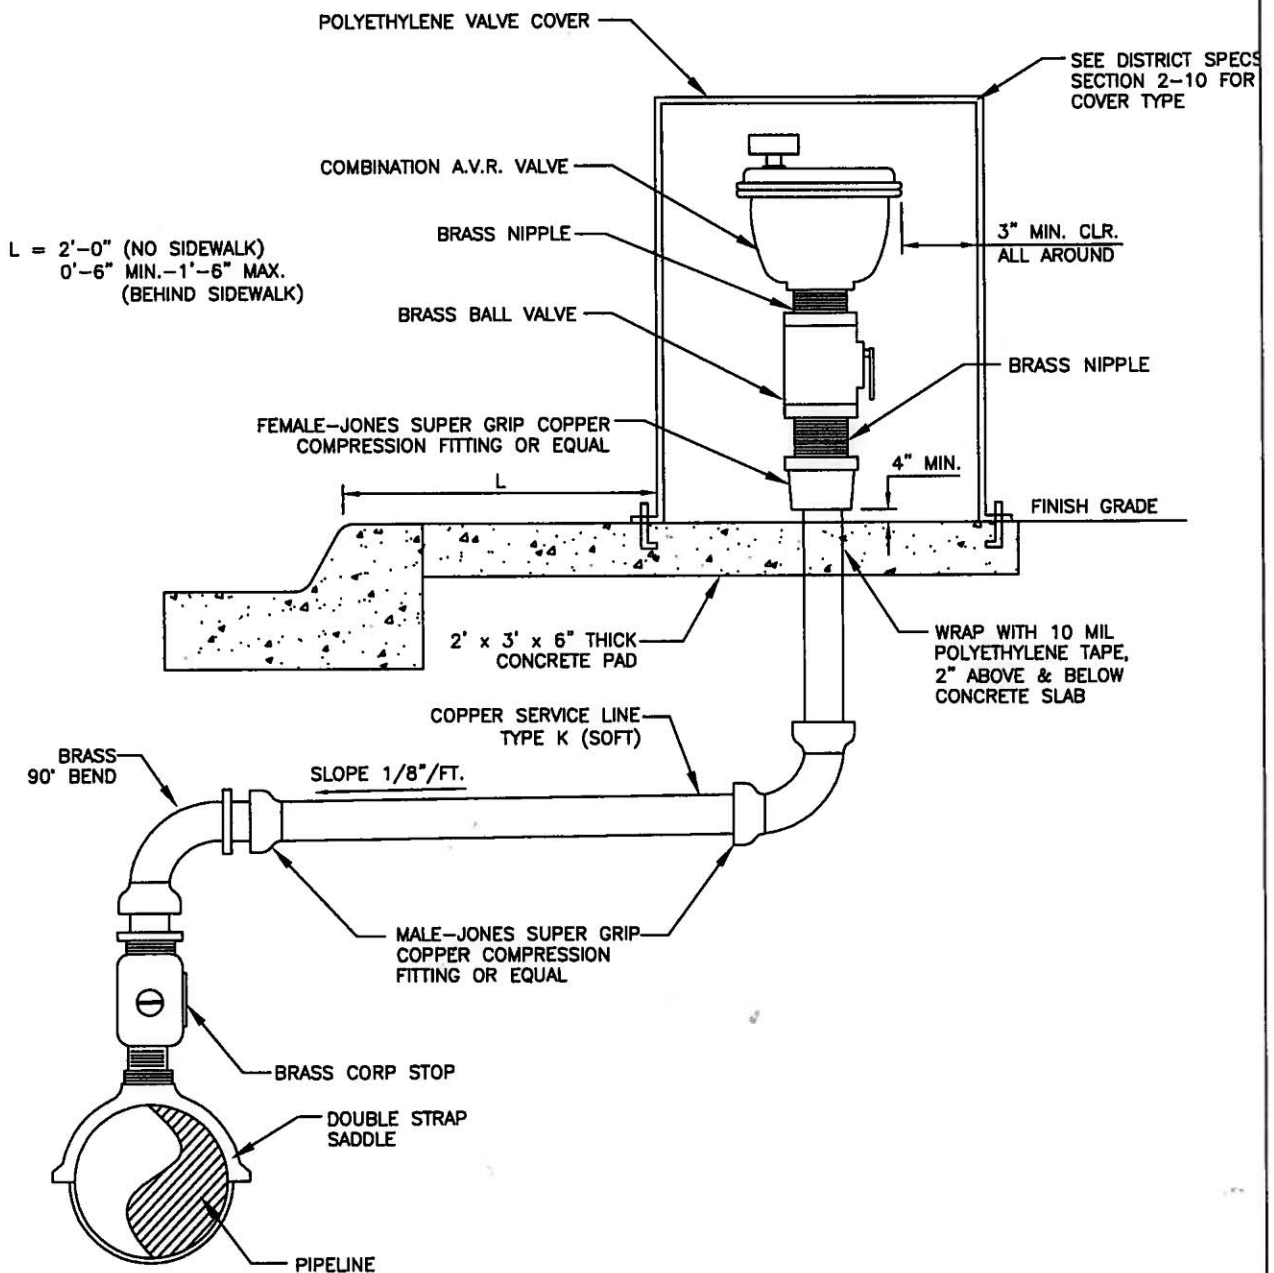 POLYETHYLENE VALVE COVER
SEE DISTRICT SPECS
SECTION 2-10 FOR
COVER TYPE
COMBINATION A.V.R. VALVE
BRASS NIPPLE
3" MIN. CLR.
ALL AROUND
L = 2'-0" (NO SIDEWALK)
0'-6" MIN.-1'-6" MAX.
(BEHIND SIDEWALK)
BRASS BALL VALVE
BRASS NIPPLE
FEMALE-JONES SUPER GRIP COPPER
COMPRESSION FITTING OR EQUAL
4" MIN.
L
FINISH GRADE
2' x 3' x 6" THICK
CONCRETE PAD
WRAP WITH 10 MIL
POLYETHYLENE TAPE,
2" ABOVE & BELOW
CONCRETE SLAB
COPPER SERVICE LINE
TYPE K (SOFT)
BRASS
90° BEND
SLOPE 1/8"/FT.
MALE-JONES SUPER GRIP
COPPER COMPRESSION
FITTING OR EQUAL
BRASS CORP STOP
DOUBLE STRAP
SADDLE
PIPELINE